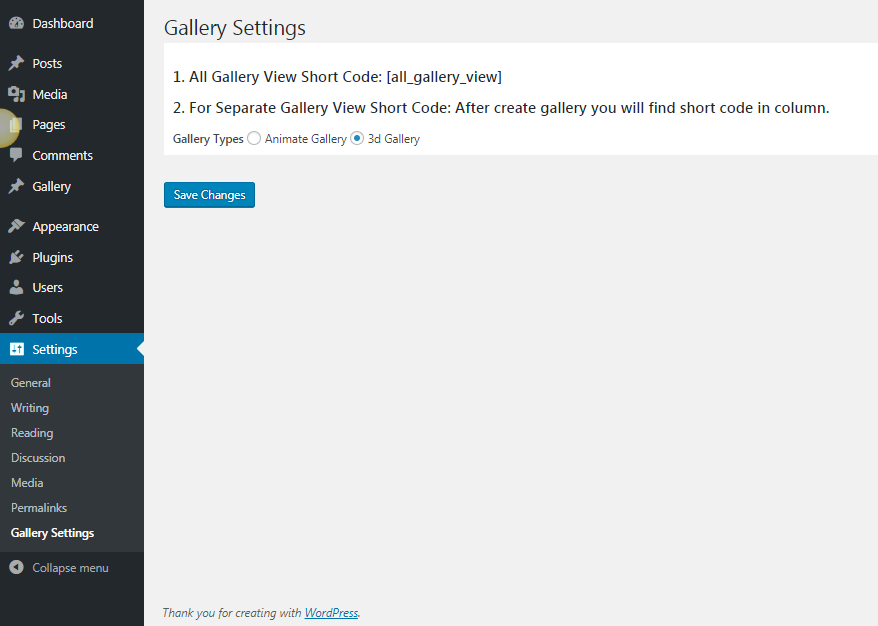 Dashboard
Posts
Media
Pages
Comments
Gallery
Appearance
Plugins
Users
Tools
Settings
General
Writing
Reading
Discussion
Media
Permalinks
Gallery Settings
Collapse menu
Gallery Settings
1. All Gallery View Short Code: [all_gallery_view]
2. For Separate Gallery View Short Code: After create gallery you will find short code in column.
Gallery Types Animate Gallery 3d Gallery
Save Changes
Thank you for creating with WordPress.